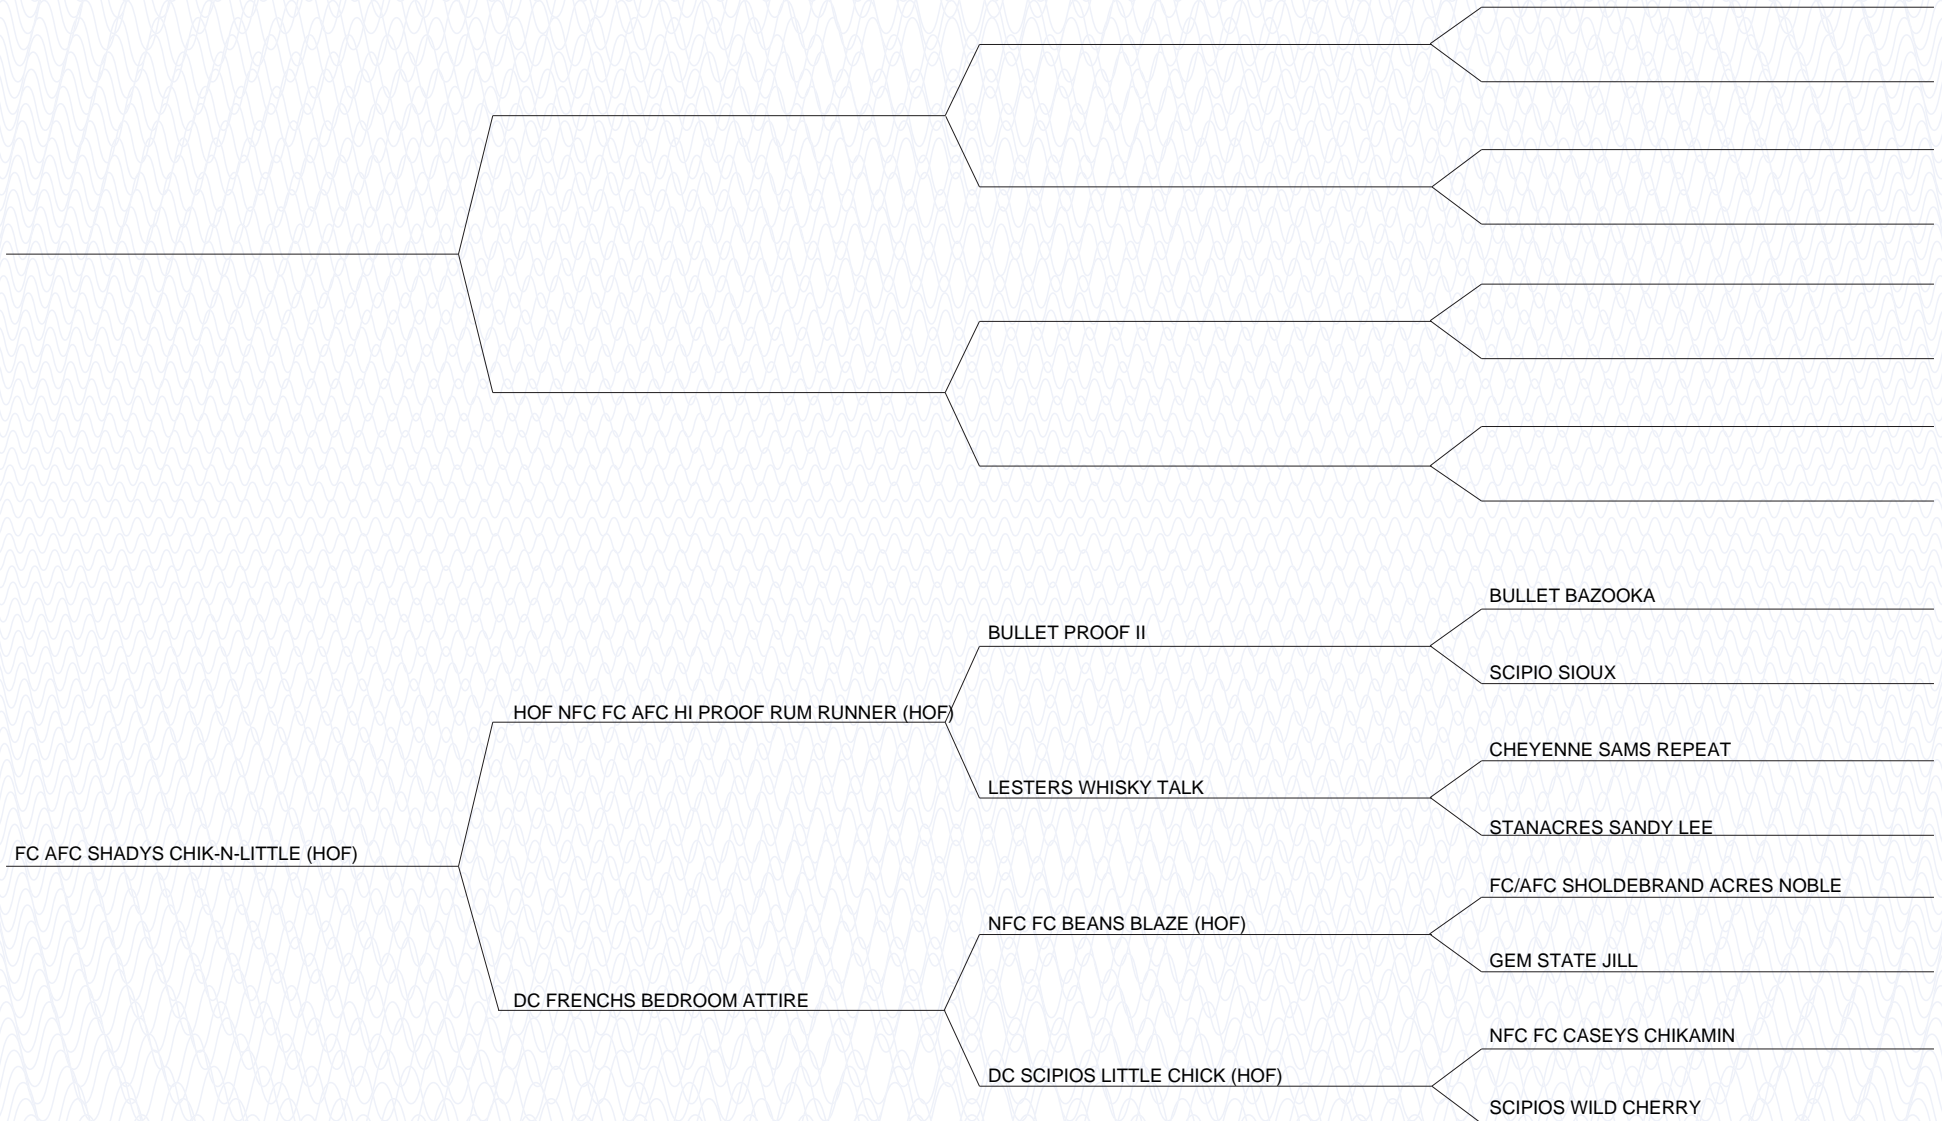 BULLET BAZOOKA
BULLET PROOF II
SCIPIO SIOUX
HOF NFC FC AFC HI PROOF RUM RUNNER (HOF)
CHEYENNE SAMS REPEAT
LESTERS WHISKY TALK
STANACRES SANDY LEE
FC AFC SHADYS CHIK-N-LITTLE (HOF)
FC/AFC SHOLDEBRAND ACRES NOBLE
NFC FC BEANS BLAZE (HOF)
GEM STATE JILL
DC FRENCHS BEDROOM ATTIRE
NFC FC CASEYS CHIKAMIN
DC SCIPIOS LITTLE CHICK (HOF)
SCIPIOS WILD CHERRY